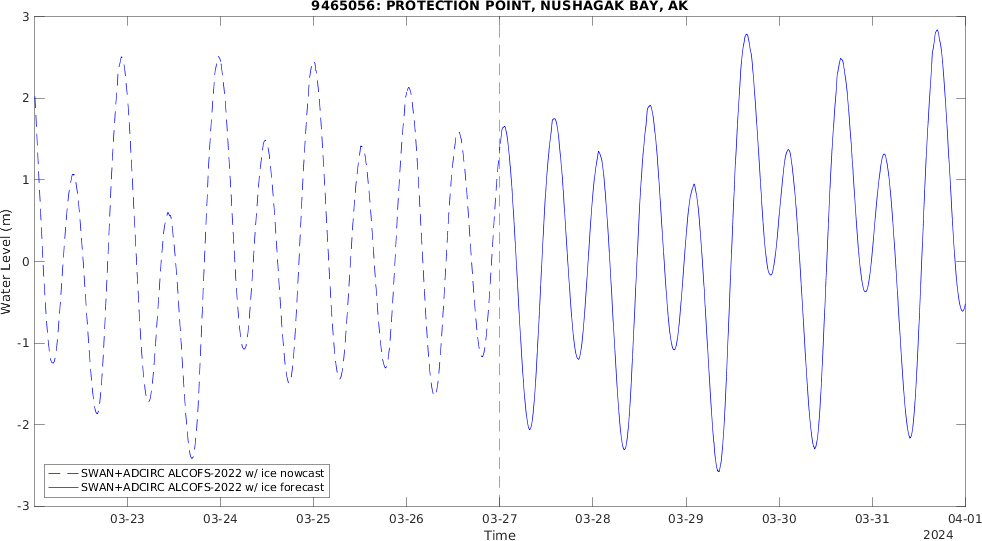 9465056: PROTECTION POINT, NUSHAGAK BAY, AK
3
2
1
0
-1
-2
-3
Water Level (m)
SWAN+ADCIRC ALCOFS-2022 w/ ice nowcast
SWAN+ADCIRC ALCOFS-2022 w/ ice forecast
03-23 03-24 03-25 03-26 03-27 03-28 03-29 03-30 03-31 04-01
Time
2024